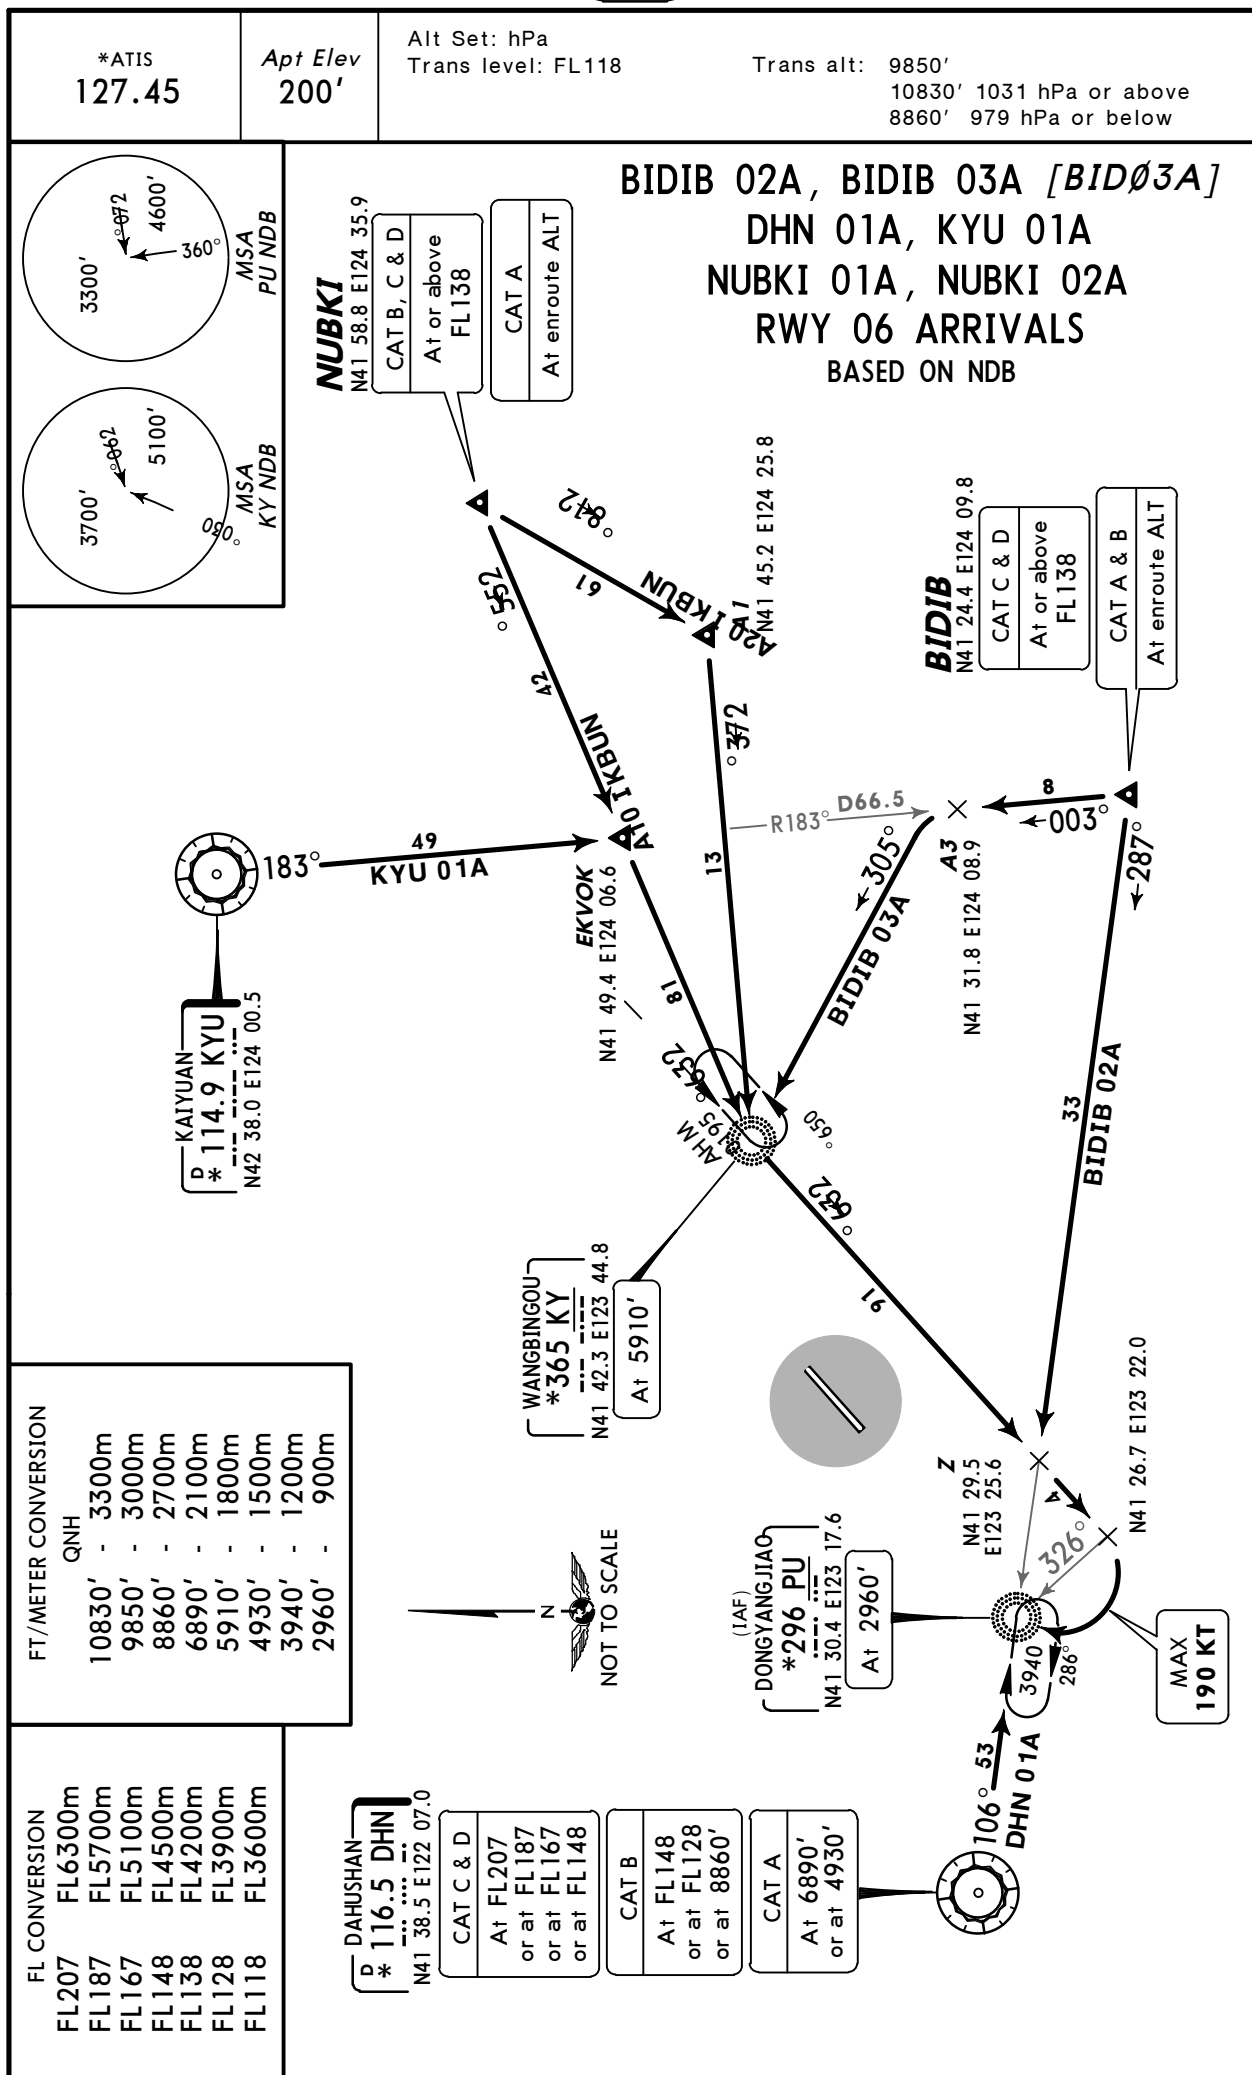 *ATIS
127.45
Apt Elev
200'
Alt Set: hPa
Trans level: FL118
Trans alt: 9850'
10830' 1031 hPa or above
8860' 979 hPa or below
BIDIB 02A, BIDIB 03A [BIDØ3A]
DHN 01A, KYU 01A
NUBKI 01A, NUBKI 02A
RWY 06 ARRIVALS
BASED ON NDB
3300'
4600'
360°
MSA
PU NDB
3700'
5100'
MSA
KY NDB
NUBKI
N41 58.8 E124 35.9
CAT B, C & D
At or above
FL138
CAT A
At enroute ALT
42
N41 45.2 E124 25.8
13
BIDIB
N41 24.4 E124 09.8
CAT C & D
At or above
FL138
CAT A & B
At enroute ALT
8
003°
287°
R183°
D66.5
A3
N41 31.8 E124 08.9
305°
BIDIB 03A
33
BIDIB 02A
183°
49
KYU 01A
EKVOK
N41 49.4 E124 06.6
KAIYUAN
D
* 114.9 KYU
N42 38.0 E124 00.5
WANGBINGOU
*365 KY
N41 42.3 E123 44.8
At 5910'
Z
N41 29.5
E123 25.6
4
N41 26.7 E123 22.0
326°
(IAF)
DONGYANGJIAO
*296 PU
N41 30.4 E123 17.6
At 2960'
3940
286°
MAX
190 KT
NOT TO SCALE
N
FT/METER CONVERSION
QNH
10830' - 3300m
9850' - 3000m
8860' - 2700m
6890' - 2100m
5910' - 1800m
4930' - 1500m
3940' - 1200m
2960' - 900m
FL CONVERSION
FL207 FL6300m
FL187 FL5700m
FL167 FL5100m
FL148 FL4500m
FL138 FL4200m
FL128 FL3900m
FL118 FL3600m
DAHUSHAN
D
* 116.5 DHN
N41 38.5 E122 07.0
CAT C & D
At FL207
or at FL187
or at FL167
or at FL148
CAT B
At FL148
or at FL128
or at 8860'
CAT A
At 6890'
or at 4930'
106°
53
DHN 01A